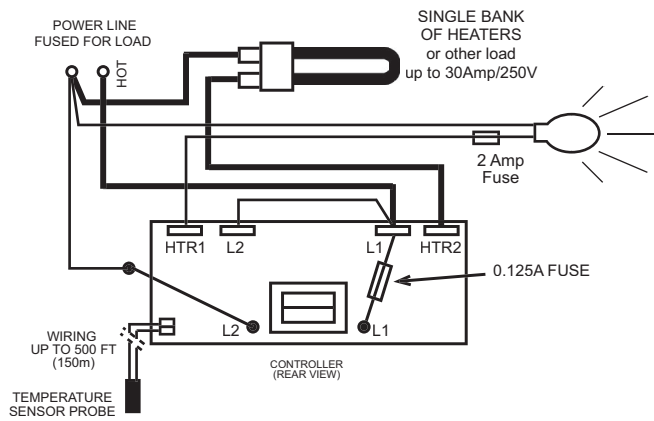 POWER LINE
FUSED FOR LOAD
HOT
SINGLE BANK
OF HEATERS
or other load
up to 30Amp/250V
2 Amp
Fuse
HTR1
L2
L1
HTR2
0.125A FUSE
L2
L1
WIRING
UP TO 500 FT
(150m)
CONTROLLER
(REAR VIEW)
TEMPERATURE
SENSOR PROBE